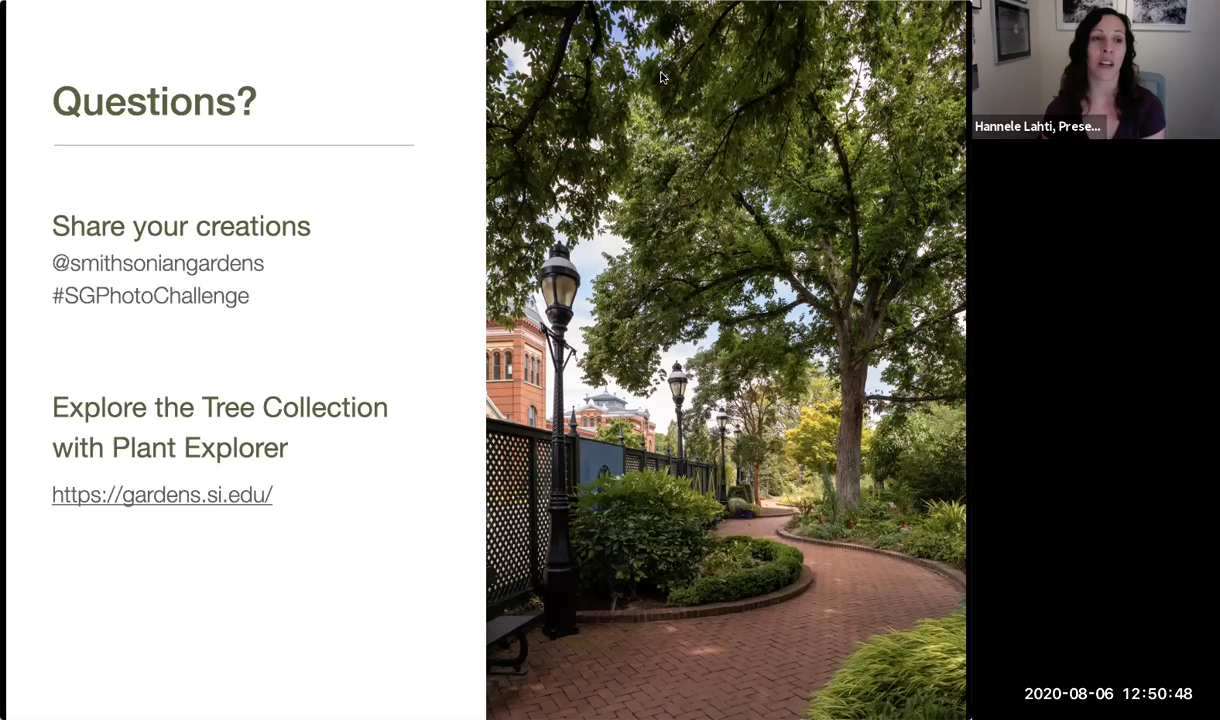 Questions?
Share your creations
@smithsoniangardens
#SGPhotoChallenge
Explore the Tree Collection
with Plant Explorer
https://gardens.si.edu/
Hannele Lahti, Prese...
2020-08-06 12:50:48